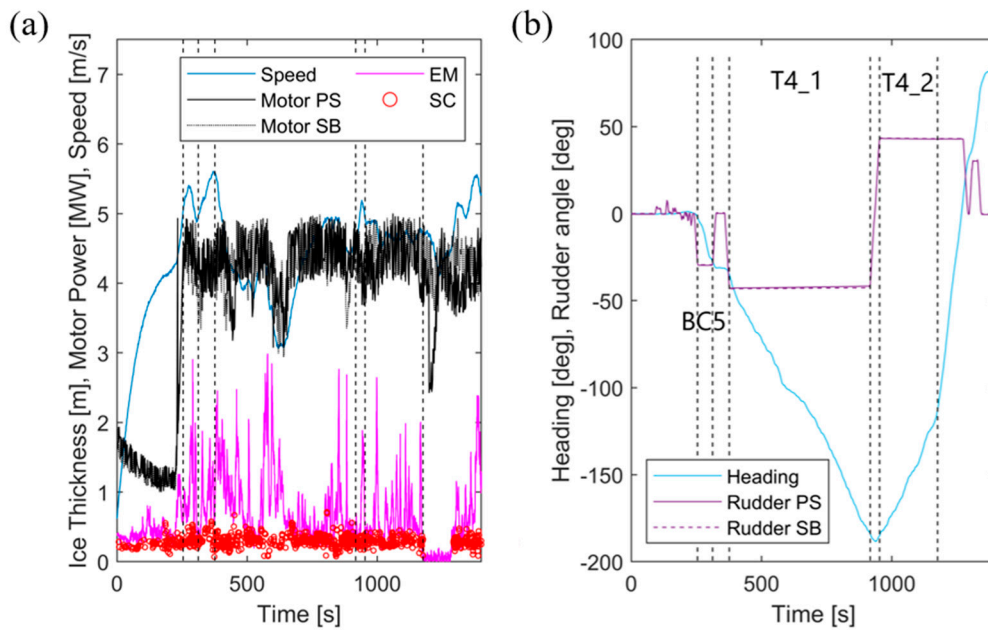 (a)
Ice Thickness [m], Motor Power [MW], Speed [m/s]
7
6
5
4
3
2
1
0
Speed
Motor PS
Motor SB
EM
SC
0
500
1000
Time [s]
(b)
Heading [deg], Rudder angle [deg]
100
50
0
-50
-100
-150
-200
T4_1
T4_2
BC5
Heading
Rudder PS
Rudder SB
0
500
1000
Time [s]